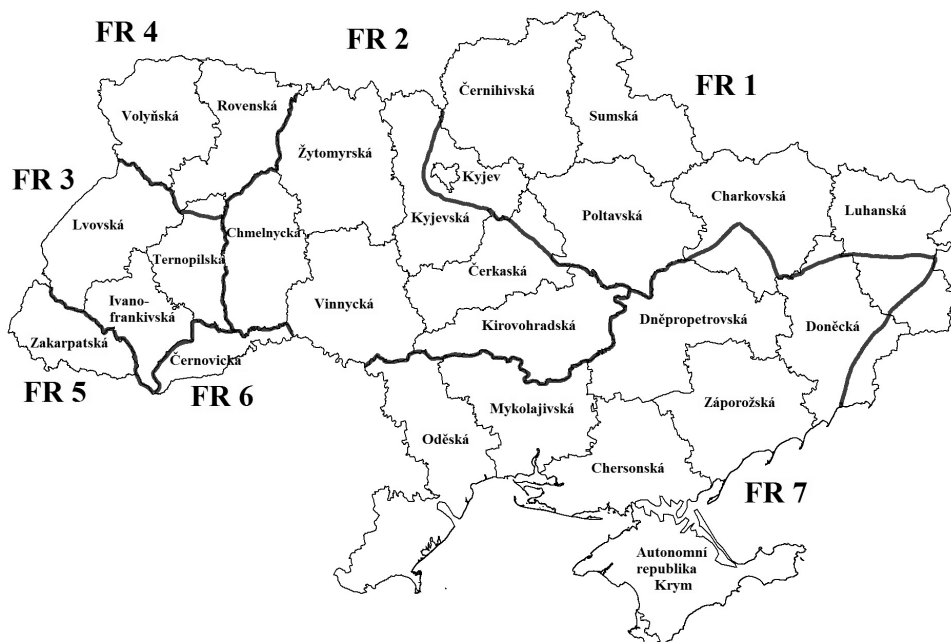 FR 4
FR 2
FR 1
Rovenská
Volyňská
Černihivská
Sumská
Žytomyrská
Kyjev
FR 3
Lvovská
Chmelnycká
Kyjevská
Poltavská
Charkovská
Luhanská
Ternopilská
Čerkaská
Ivano-
frankivská
Vinnycká
Kirovohradská
Dněpropetrovská
Doněcká
Zakarpatská
Černovická
FR 5
FR 6
Mykolajivská
Záporožská
Oděská
Chersonská
FR 7
Autonomní
republika
Krym